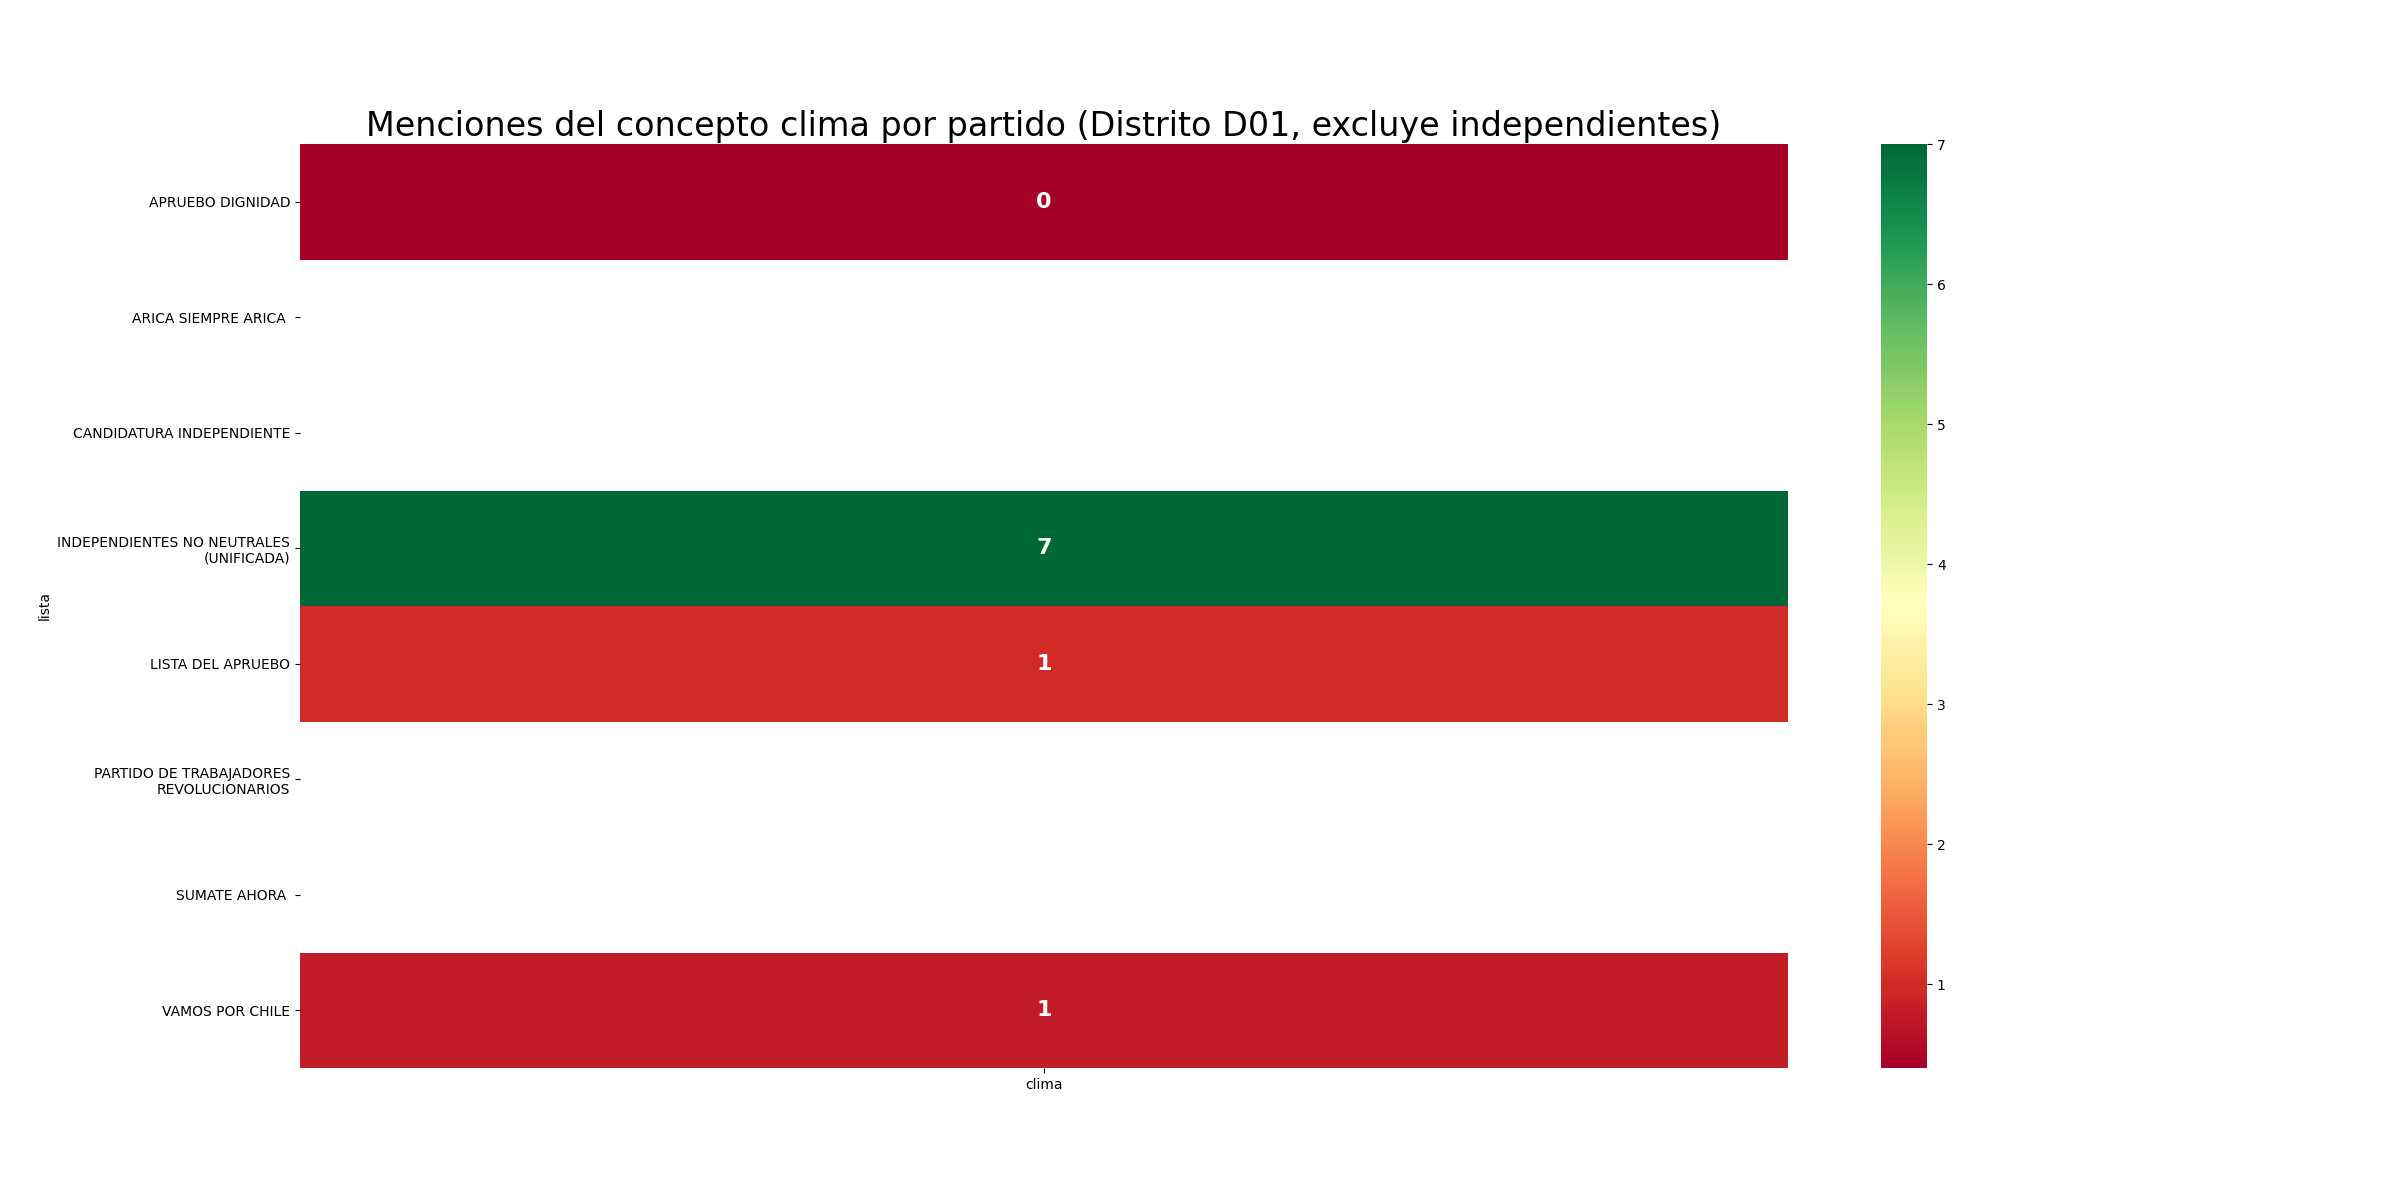 Menciones del concepto clima por partido (Distrito D01, excluye independientes)
APRUEBO DIGNIDAD
0
ARICA SIEMPRE ARICA
CANDIDATURA INDEPENDIENTE
INDEPENDIENTES NO NEUTRALES
(UNIFICADA)
7
LISTA DEL APRUEBO
1
PARTIDO DE TRABAJADORES
REVOLUCIONARIOS
SUMATE AHORA
VAMOS POR CHILE
1
lista
clima
7
6
5
4
3
2
1